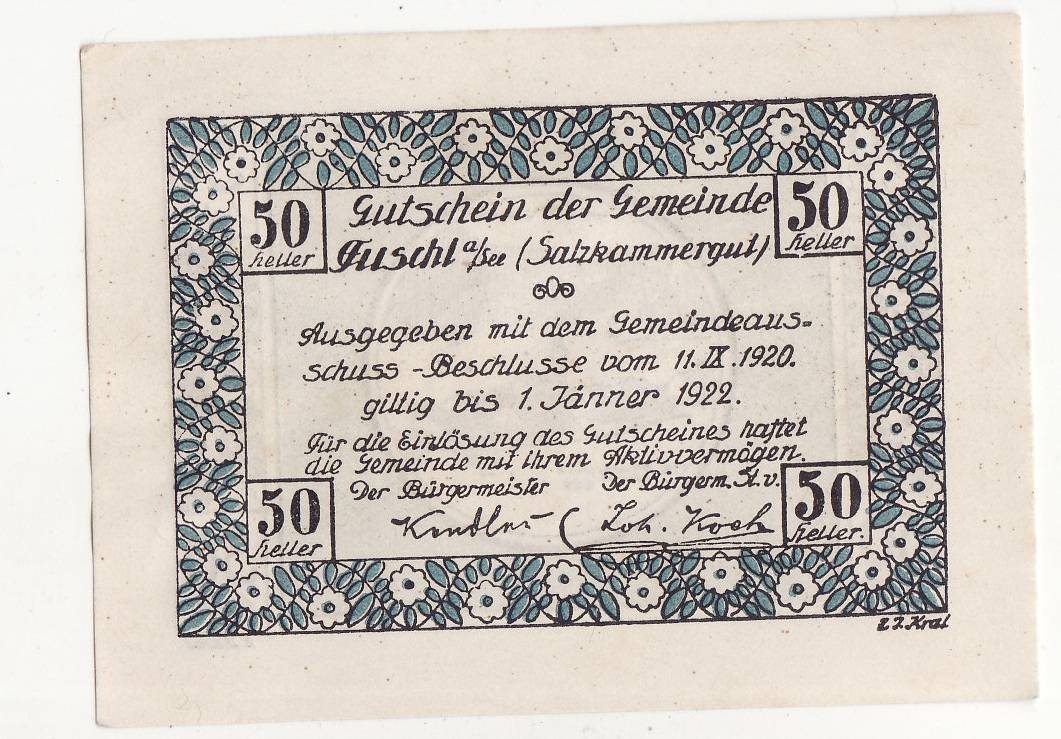 50
heller
Gutschein der Gemeinde
50
heller
Fuschl a/See (Salzkammergut)
Ausgegeben mit dem Gemeindeaus=
schuss - Beschlusse vom 11. IX. 1920.
giltig bis 1. Jänner 1922.
Für die Einlösung des Gutscheines haftet
die Gemeinde mit ihrem Aktivvermögen.
Der Bürgermeister
Der Bürgerm. St. v.
Joh. Koch
50
heller
50
heller.
Kral